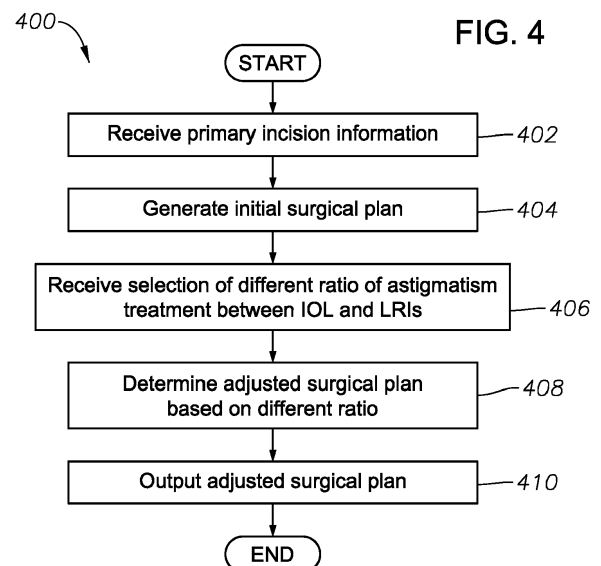 400
FIG. 4
START
Receive primary incision information
402
Generate initial surgical plan
404
Receive selection of different ratio of astigmatism
treatment between IOL and LRIs
406
Determine adjusted surgical plan
based on different ratio
408
Output adjusted surgical plan
410
END